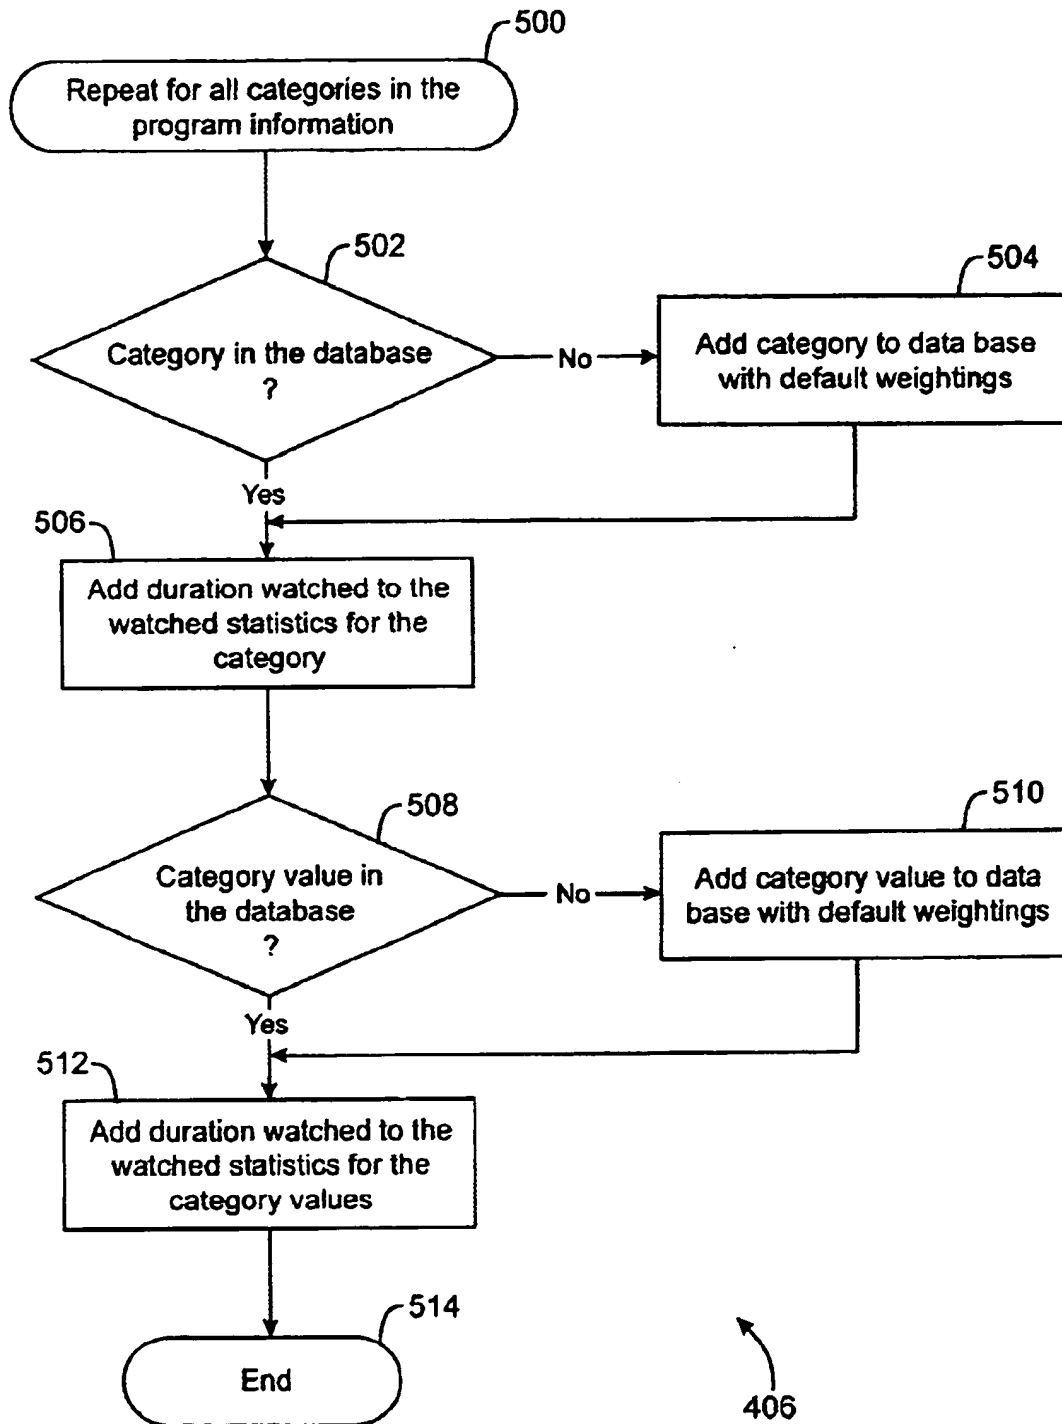 500
Repeat for all categories in the
program information
502
Category in the database
?
No
504
Add category to data base
with default weightings
Yes
506
Add duration watched to the
watched statistics for the
category
508
Category value in
the database
?
No
510
Add category value to data
base with default weightings
Yes
512
Add duration watched to the
watched statistics for the
category values
514
End
406